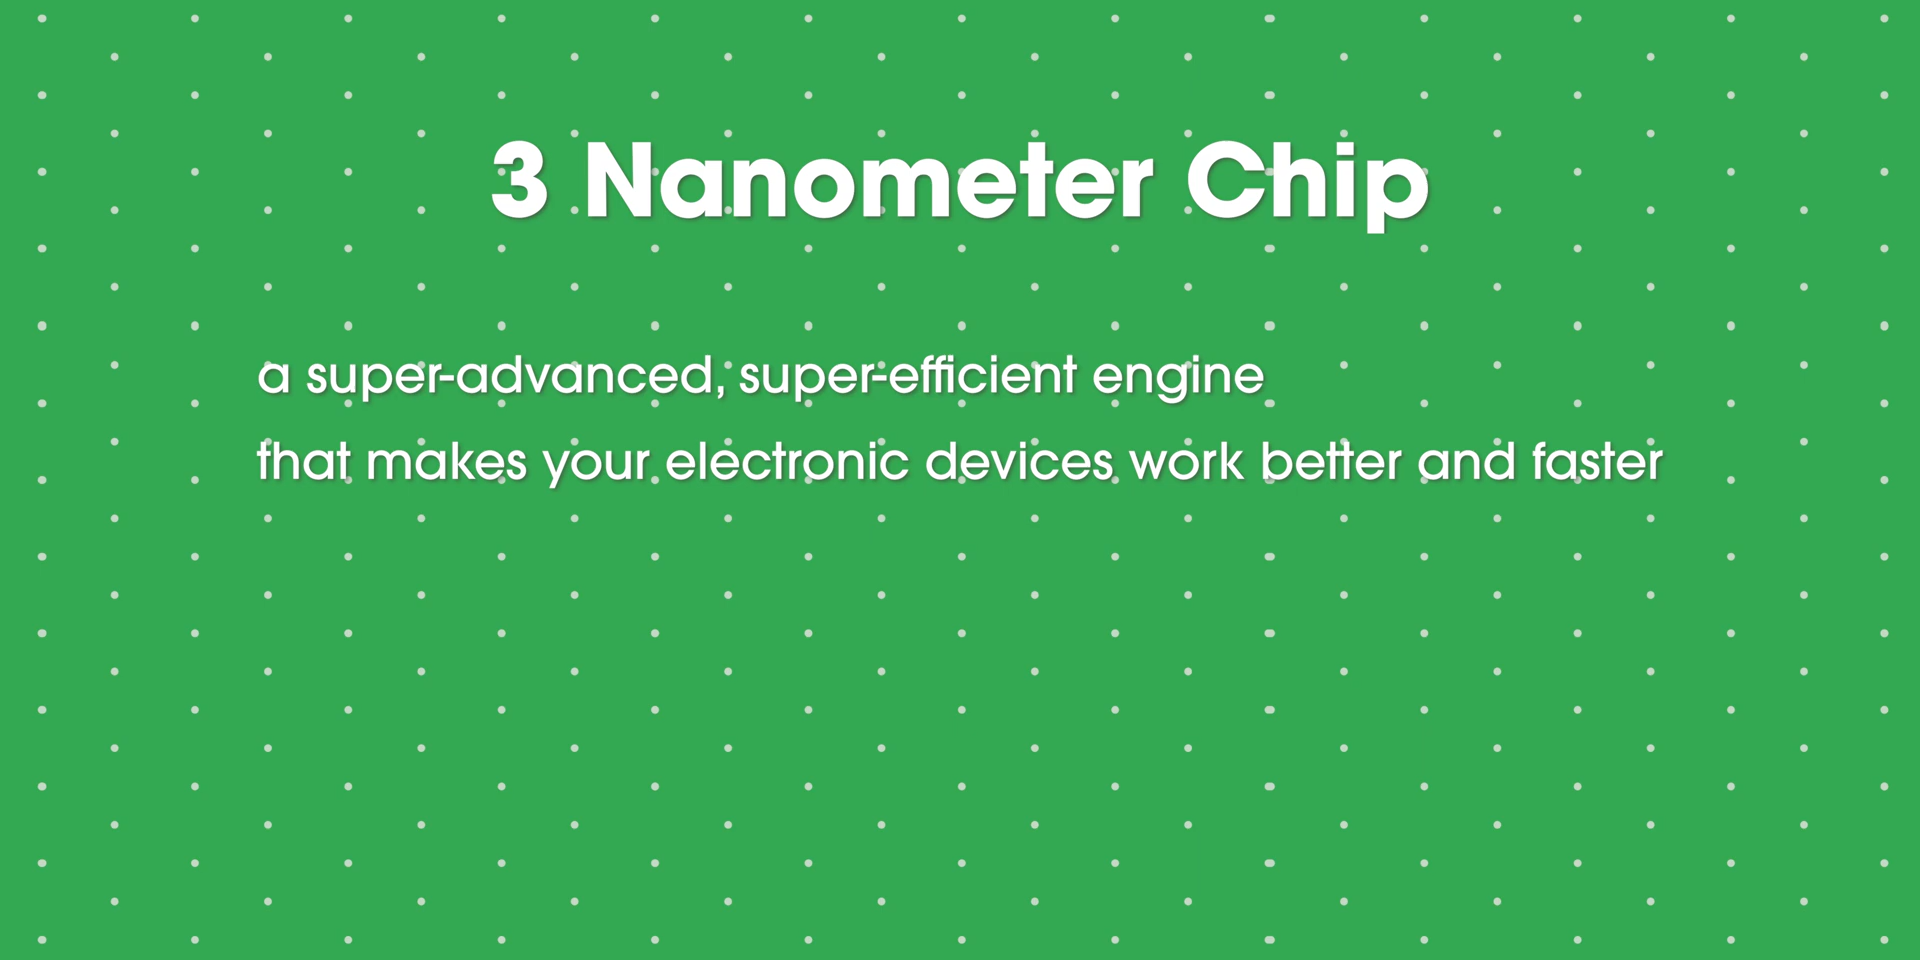 3 Nanometer Chip
a super-advanced, super-efficient engine
that makes your electronic devices work better and faster